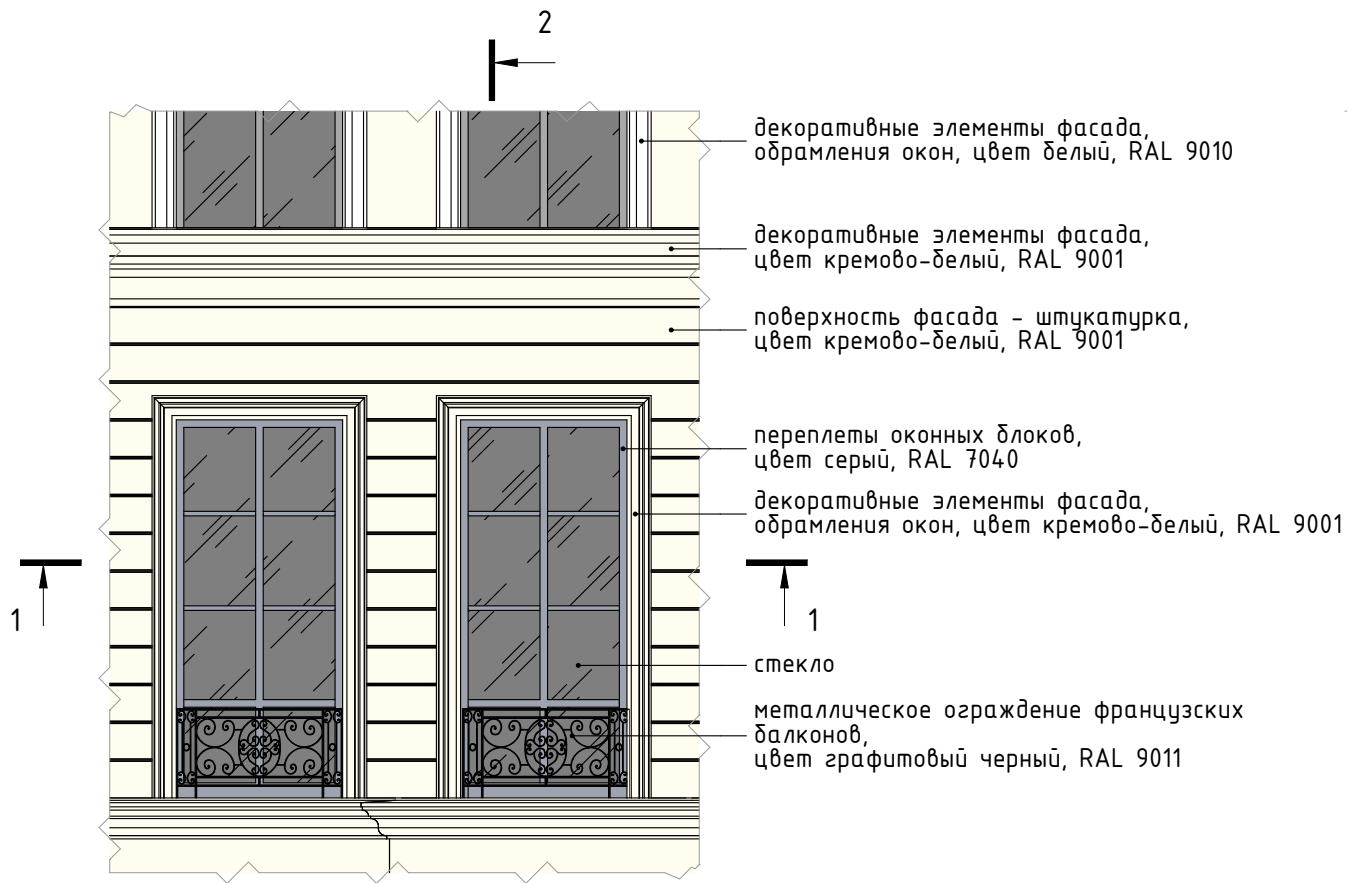 2
декоративные элементы фасада,
обрамления окон, цвет белый, RAL 9010
декоративные элементы фасада,
цвет кремово-белый, RAL 9001
поверхность фасада - штукатурка,
цвет кремово-белый, RAL 9001
переплеты оконных блоков,
цвет серый, RAL 7040
декоративные элементы фасада,
обрамления окон, цвет кремово-белый, RAL 9001
1
1
стекло
металлическое ограждение французских
балконов,
цвет графитовый черный, RAL 9011